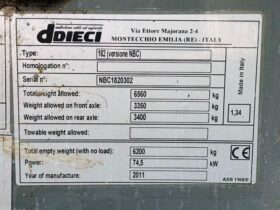 DIECI
Via Ettore Majorana 2-4
MONTECCHIO EMILIA (RE) - ITALY
Type: 182 (versione NBC)
Homologation n°:
Serial n°: NBC1820302
Total weight allowed: 6560 kg
Weight allowed on front axle: 3350 kg
Weight allowed on rear axle: 3400 kg
Towable weight allowed:
Total empty weight (with no load): 6200 kg
Power: 74,5 kW
Year of manufacture: 2011
Made in Italy
1,34
CE
AXB 1168/E